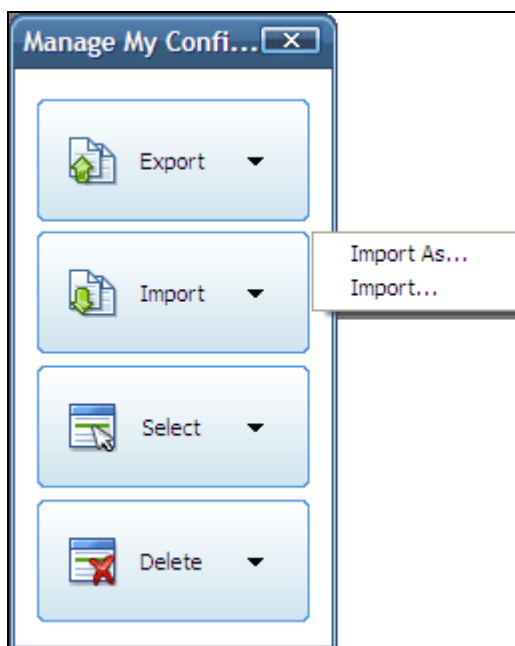 Manage My Confi...
Export
Import
Import As...
Import...
Select
Delete